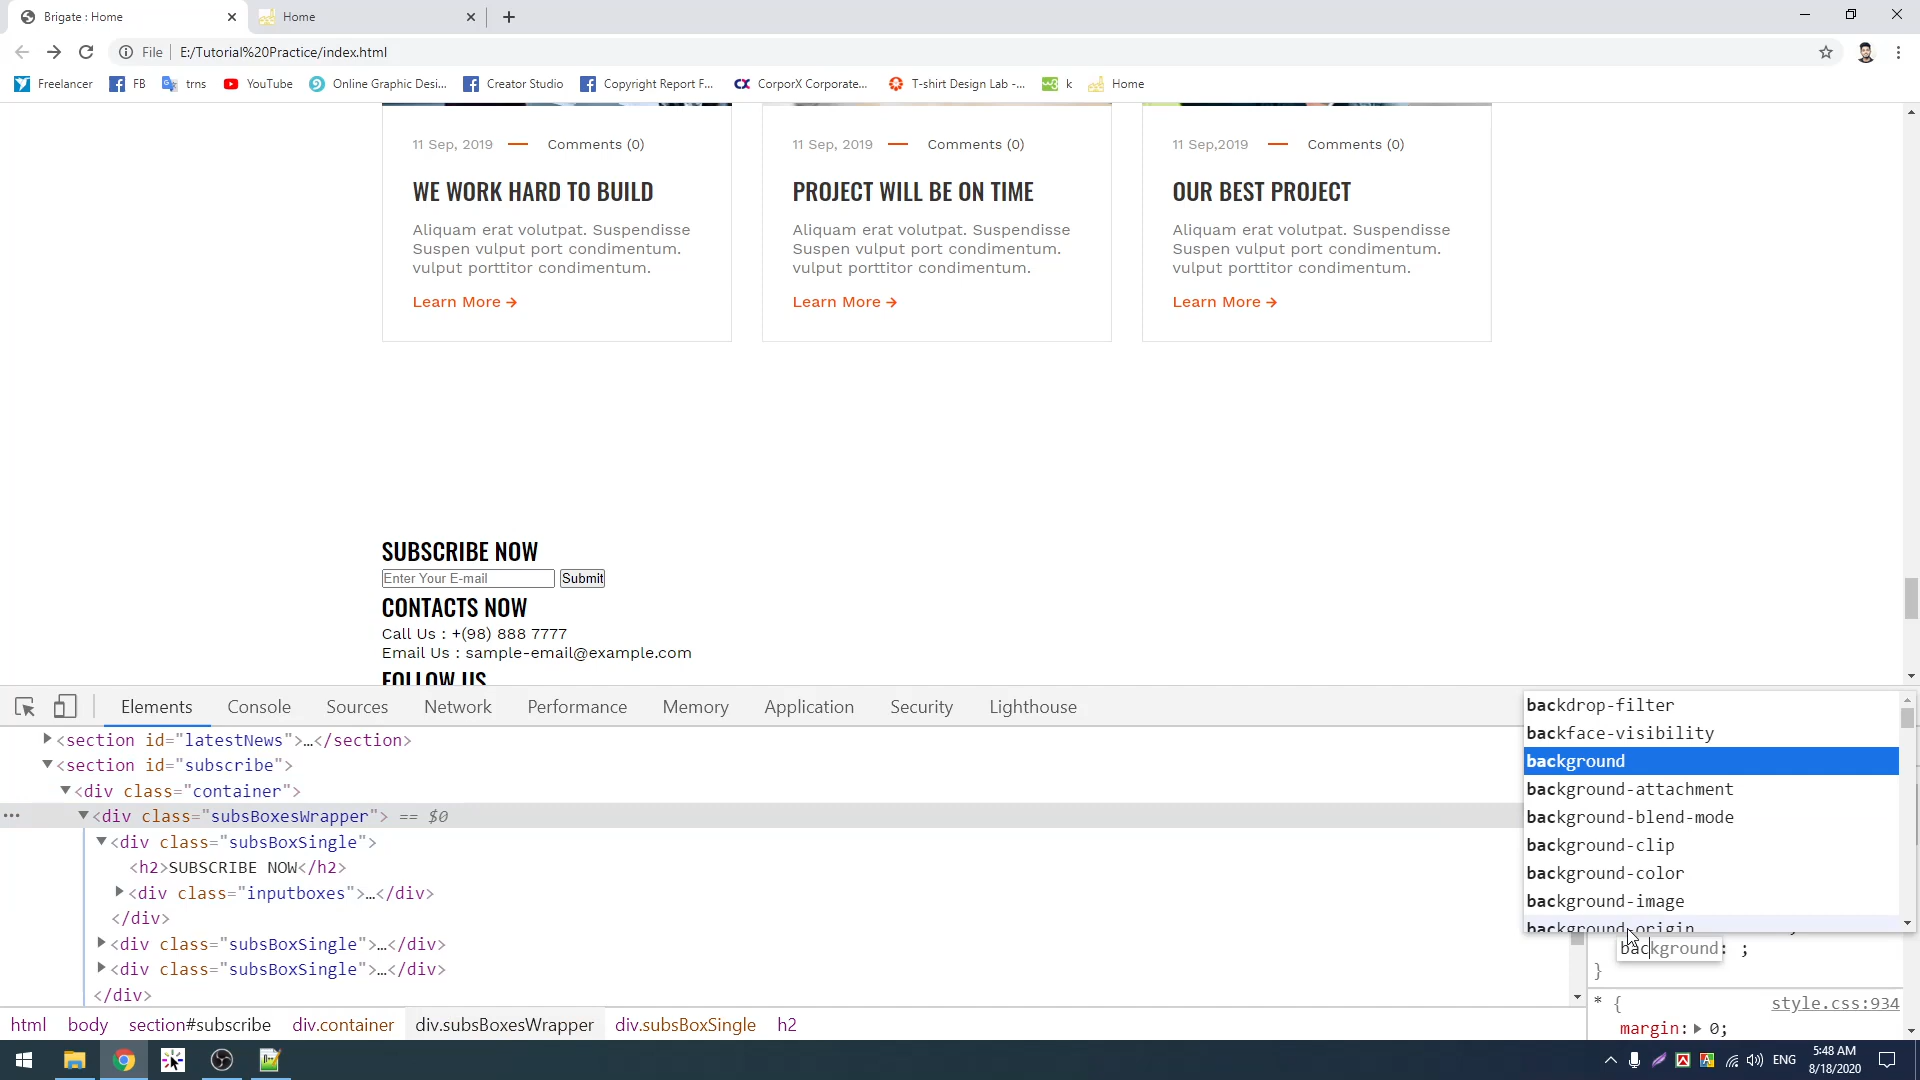 Brigate : Home
Home
File
E:/Tutorial%20Practice/index.html
Freelancer
FB
trns
YouTube
Online Graphic Desi...
Creator Studio
Copyright Report F...
CX
CorporX Corporate...
T-shirt Design Lab -...
k
Home
11 Sep, 2019
Comments (0)
11 Sep, 2019
Comments (0)
11 Sep,2019
Comments (0)
WE WORK HARD TO BUILD
PROJECT WILL BE ON TIME
OUR BEST PROJECT
Aliquam erat volutpat. Suspendisse
Suspen vulput port condimentum.
vulput porttitor condimentum.
Aliquam erat volutpat. Suspendisse
Suspen vulput port condimentum.
vulput porttitor condimentum.
Aliquam erat volutpat. Suspendisse
Suspen vulput port condimentum.
vulput porttitor condimentum.
Learn More →
Learn More →
Learn More →
SUBSCRIBE NOW
Enter Your E-mail
Submit
CONTACTS NOW
Call Us : +(98) 888 7777
Email Us : sample-email@example.com
FOLLOW US
Elements
Console
Sources
Network
Performance
Memory
Application
Security
Lighthouse
<section id="latestNews">…</section>
<section id="subscribe">
<div class="container">
<div class="subsBoxesWrapper"> == $0
<div class="subsBoxSingle">
<h2>SUBSCRIBE NOW</h2>
<div class="inputboxes">…</div>
</div>
<div class="subsBoxSingle">…</div>
<div class="subsBoxSingle">…</div>
</div>
backdrop-filter
backface-visibility
background
background-attachment
background-blend-mode
background-clip
background-color
background-image
background-origin
background: ;
}
* {
style.css:934
margin: 0;
html
body
section#subscribe
div.container
div.subsBoxesWrapper
div.subsBoxSingle
h2
ENG
5:48 AM
8/18/2020